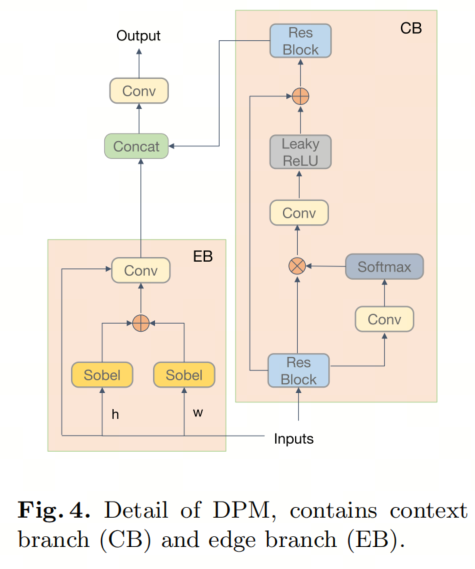 Output
Conv
Concat
CB
Res
Block
Leaky
ReLU
Conv
Softmax
Conv
Res
Block
EB
Conv
Sobel
Sobel
h
w
Inputs
Fig. 4. Detail of DPM, contains context
branch (CB) and edge branch (EB).